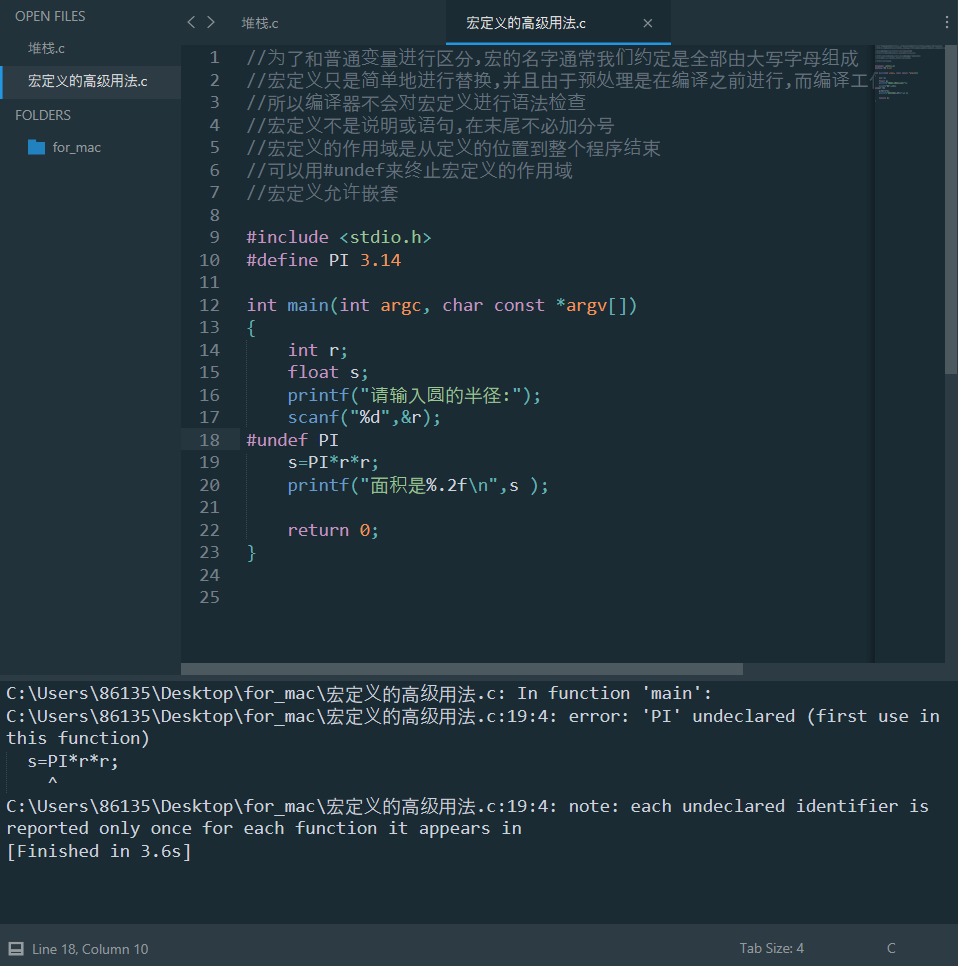 OPEN FILES
堆栈.c
宏定义的高级用法.c
FOLDERS
for_mac
堆栈.c
宏定义的高级用法.c ×
1 //为了和普通变量进行区分,宏的名字通常我们约定是全部由大写字母组成
2 //宏定义只是简单地进行替换,并且由于预处理是在编译之前进行,而编译工
3 //所以编译器不会对宏定义进行语法检查
4 //宏定义不是说明或语句,在末尾不必加分号
5 //宏定义的作用域是从定义的位置到整个程序结束
6 //可以用#undef来终止宏定义的作用域
7 //宏定义允许嵌套
8
9 #include <stdio.h>
10 #define PI 3.14
11
12 int main(int argc, char const *argv[])
13 {
14     int r;
15     float s;
16     printf("请输入圆的半径:");
17     scanf("%d",&r);
18 #undef PI
19     s=PI*r*r;
20     printf("面积是%.2f\n",s );
21
22     return 0;
23 }
24
25
C:\Users\86135\Desktop\for_mac\宏定义的高级用法.c: In function 'main':
C:\Users\86135\Desktop\for_mac\宏定义的高级用法.c:19:4: error: 'PI' undeclared (first use in
this function)
  s=PI*r*r;
    ^
C:\Users\86135\Desktop\for_mac\宏定义的高级用法.c:19:4: note: each undeclared identifier is
reported only once for each function it appears in
[Finished in 3.6s]
Line 18, Column 10
Tab Size: 4
C